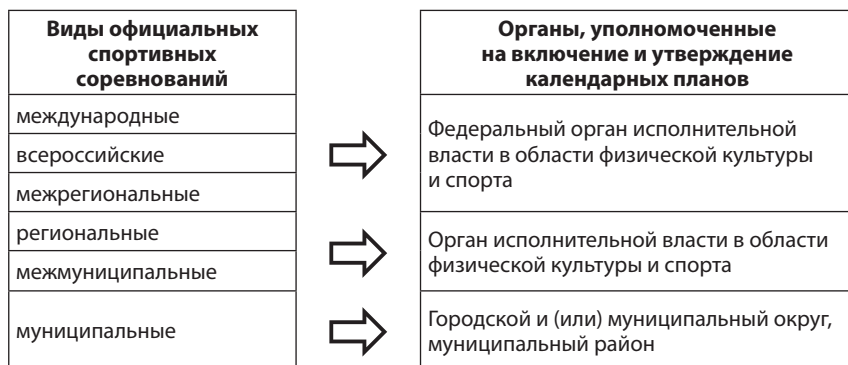 Виды официальных
спортивных
соревнований
международные
всероссийские
межрегиональные
региональные
межмуниципальные
муниципальные
Органы, уполномоченные
на включение и утверждение
календарных планов
Федеральный орган исполнительной
власти в области физической культуры
и спорта
Орган исполнительной власти в области
физической культуры и спорта
Городской и (или) муниципальный округ,
муниципальный район